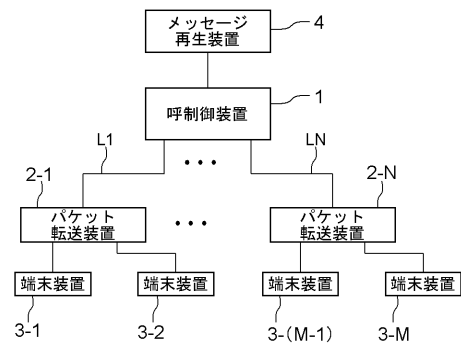 メッセージ
再生装置
4
呼制御装置
1
L1
・・・
LN
2-1
2-N
パケット
転送装置
・・・
パケット
転送装置
端末装置
端末装置
端末装置
端末装置
3-1
3-2
3-(M-1)
3-M